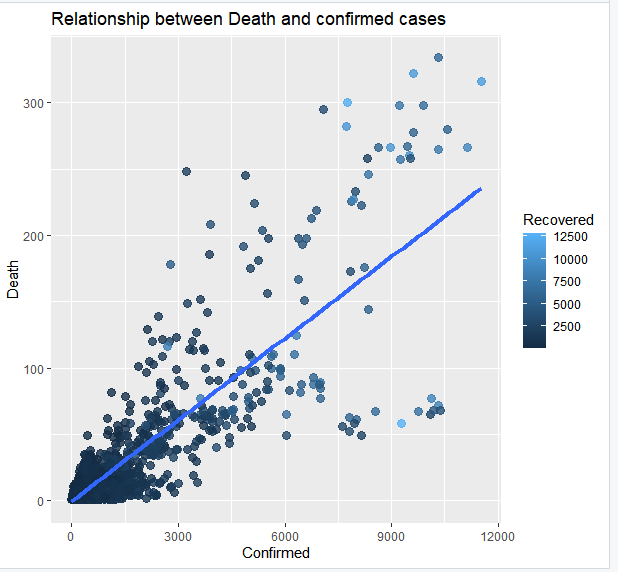 Relationship between Death and confirmed cases
300
200
100
0
Death
0 3000 6000 9000 12000
Confirmed
Recovered
12500
10000
7500
5000
2500